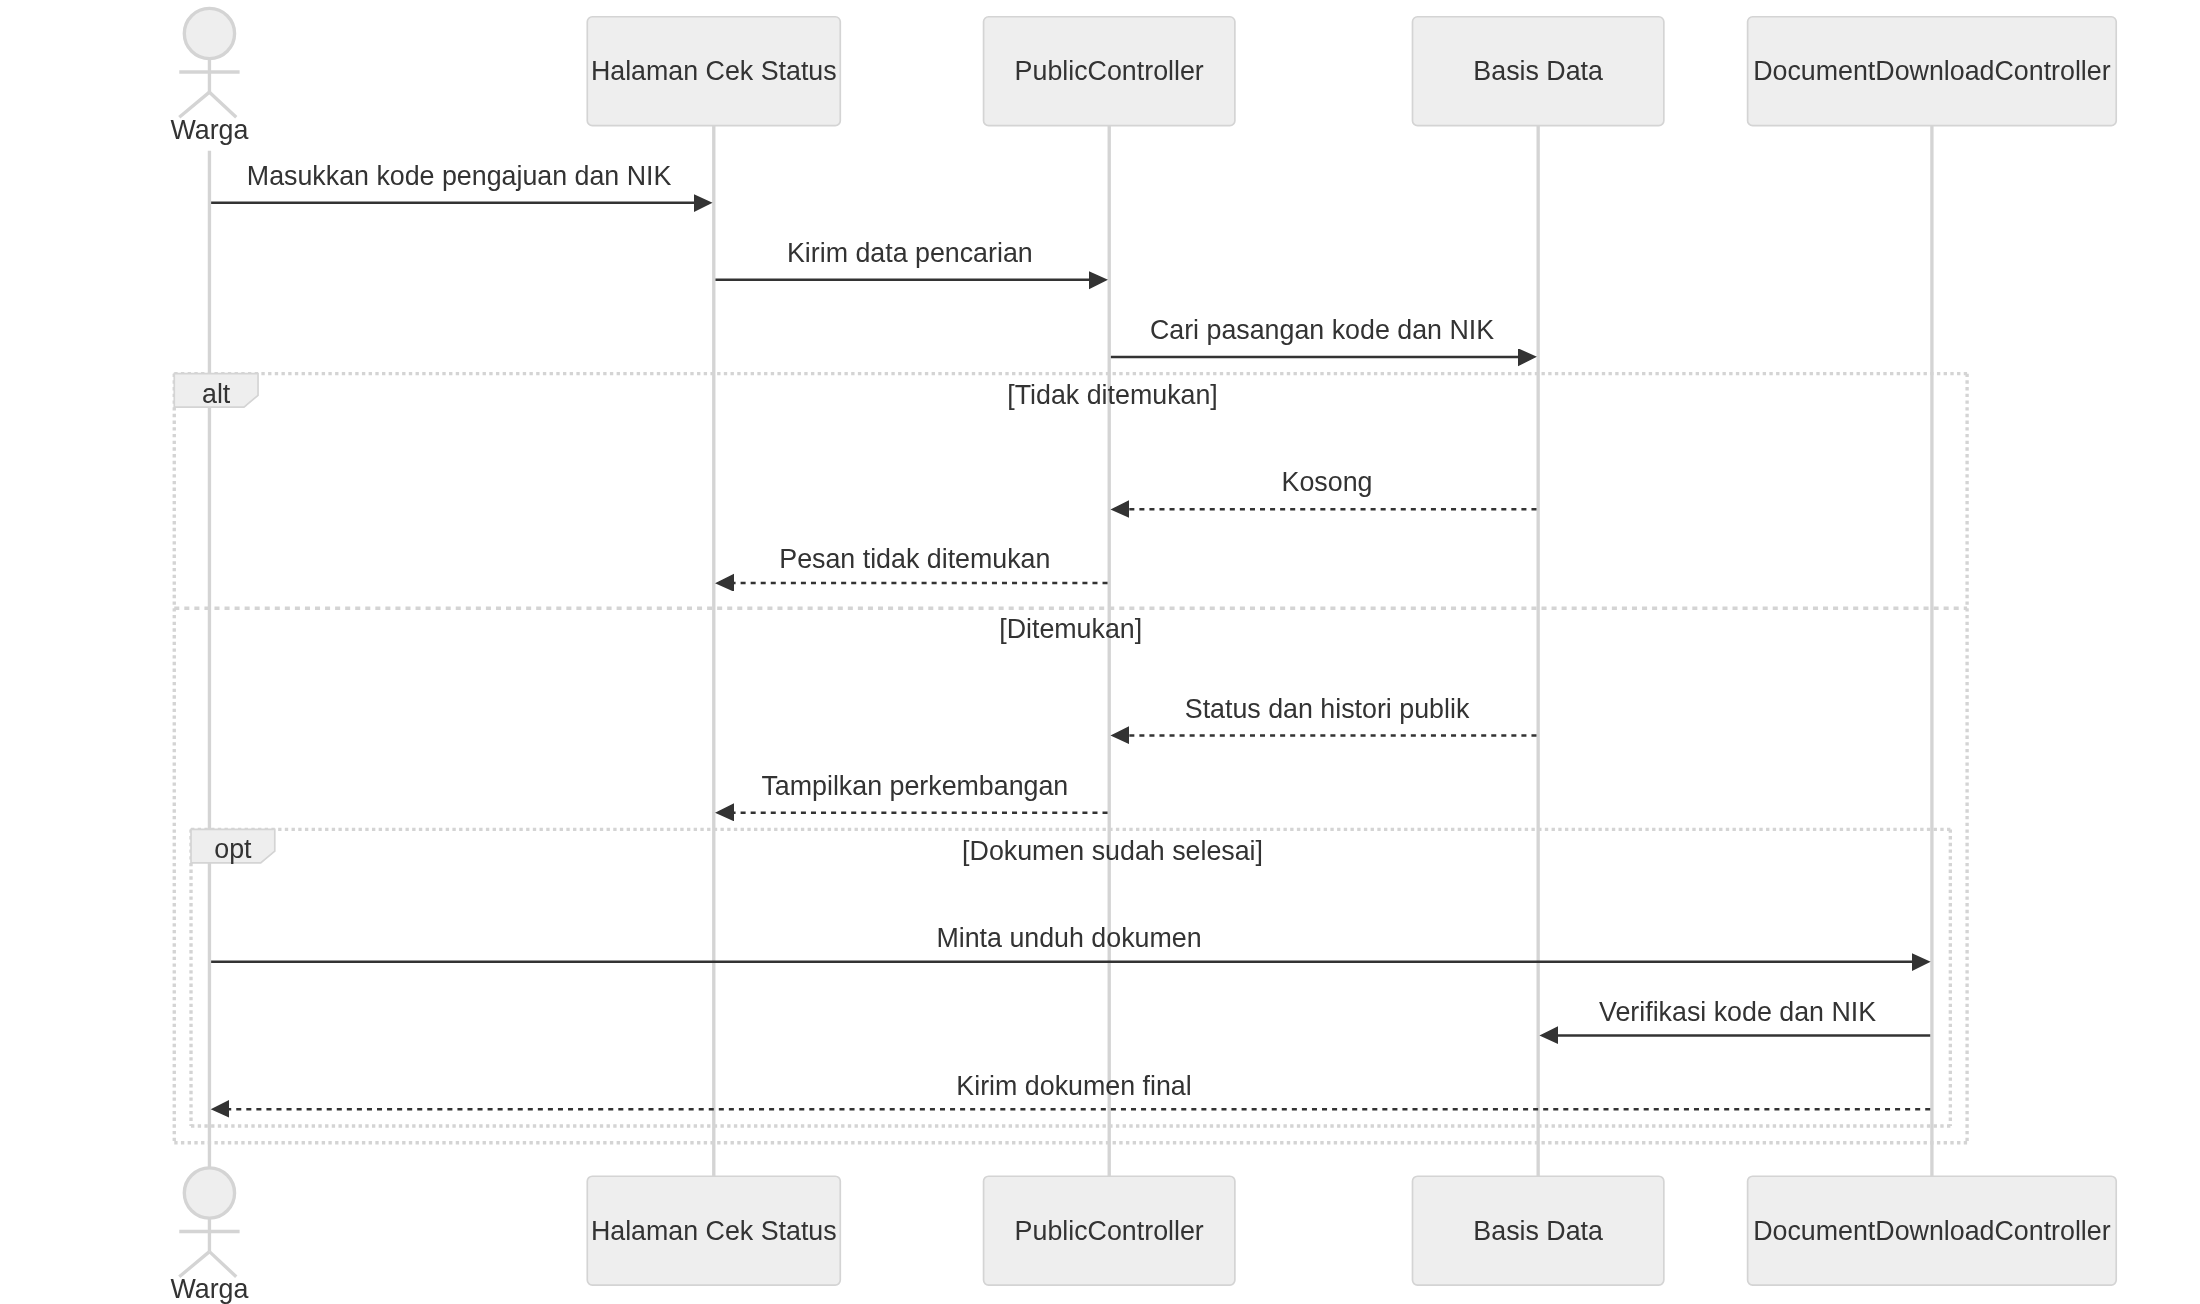 Warga
Halaman Cek Status
PublicController
Basis Data
DocumentDownloadController
Masukkan kode pengajuan dan NIK
Kirim data pencarian
Cari pasangan kode dan NIK
alt
[Tidak ditemukan]
Kosong
Pesan tidak ditemukan
[Ditemukan]
Status dan histori publik
Tampilkan perkembangan
opt
[Dokumen sudah selesai]
Minta unduh dokumen
Verifikasi kode dan NIK
Kirim dokumen final
Warga
Halaman Cek Status
PublicController
Basis Data
DocumentDownloadController